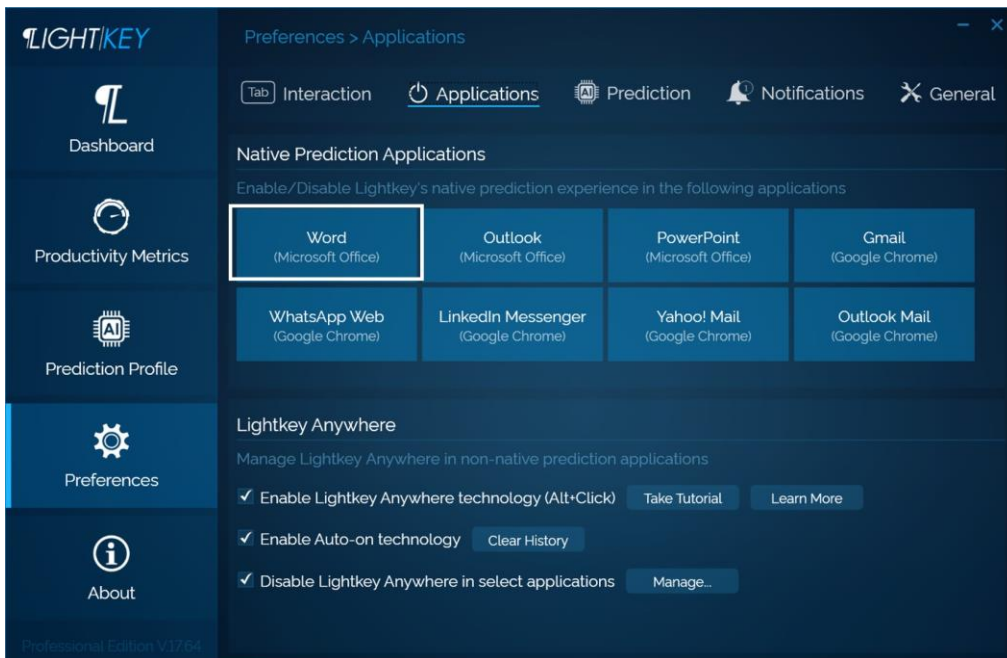 LIGHTKEY
Preferences > Applications
Dashboard
Productivity Metrics
Prediction Profile
Preferences
About
Professional Edition V.17.64
Tab Interaction Applications AI Prediction Notifications General
Native Prediction Applications
Enable/Disable Lightkey's native prediction experience in the following applications
Word Outlook PowerPoint Gmail
(Microsoft Office) (Microsoft Office) (Microsoft Office) (Google Chrome)
WhatsApp Web LinkedIn Messenger Yahoo! Mail Outlook Mail
(Google Chrome) (Google Chrome) (Google Chrome) (Google Chrome)
Lightkey Anywhere
Manage Lightkey Anywhere in non-native prediction applications
Enable Lightkey Anywhere technology (Alt+Click) Take Tutorial Learn More
Enable Auto-on technology Clear History
Disable Lightkey Anywhere in select applications Manage...